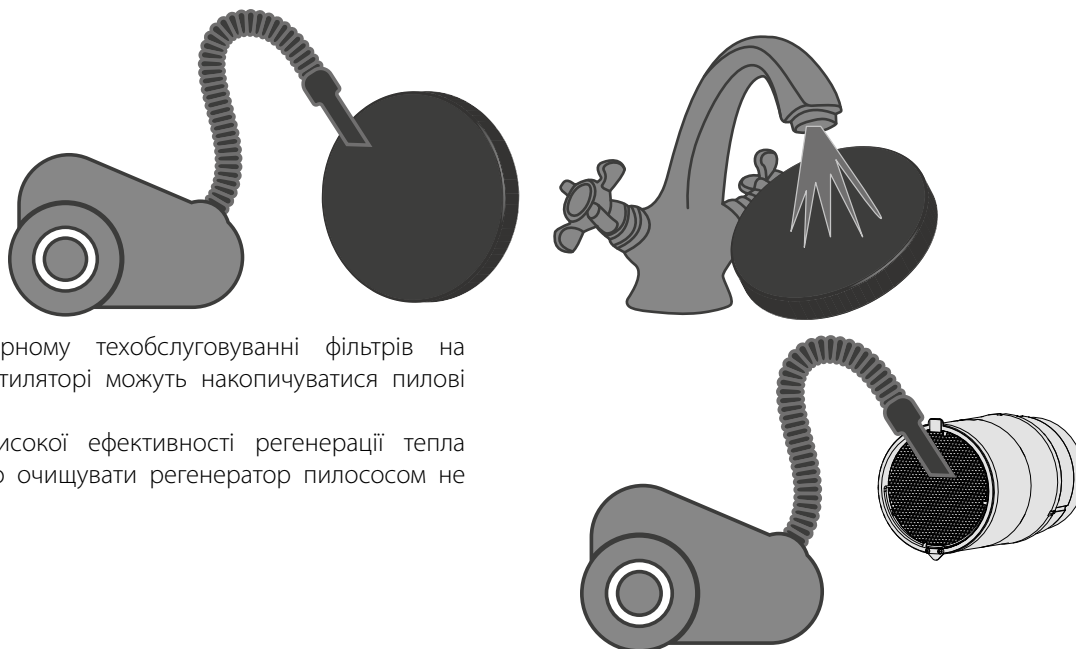 рному техобслуговуванні фільтрів на
тиляторі можуть накопичуватися пилові
исокої ефективності регенерації тепла
о очищувати регенератор пилососом не